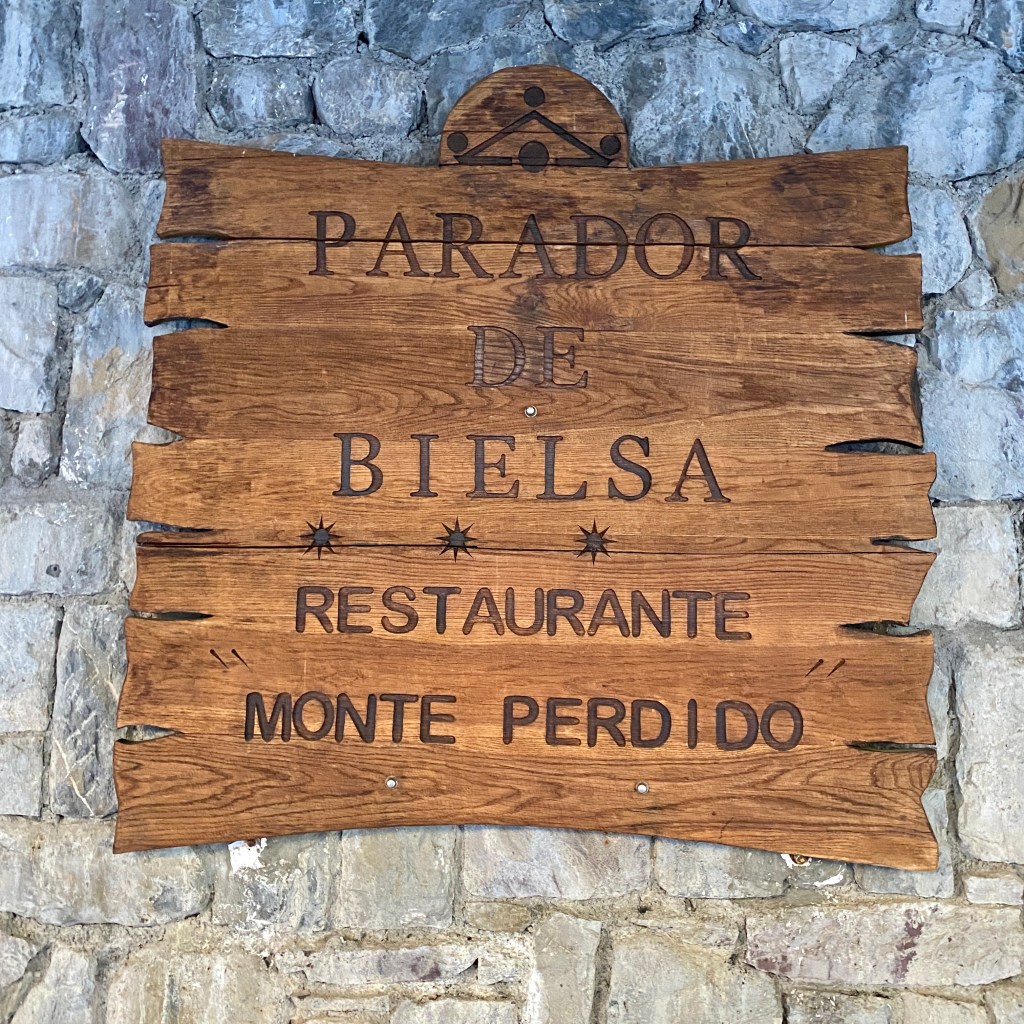 PARADOR
DE
BIELSA
RESTAURANTE
"MONTE PERDIDO"